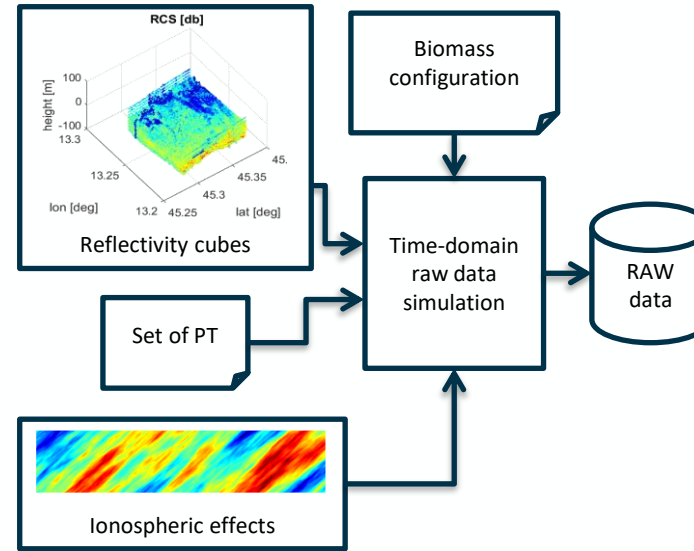 RCS [db]
height [m]
100
0
-100
13.3
13.25
13.2
lon [deg]
45.25
45.3
45.35
45.
lat [deg]
Reflectivity cubes
Biomass
configuration
Set of PT
Time-domain
raw data
simulation
RAW
data
Ionospheric effects